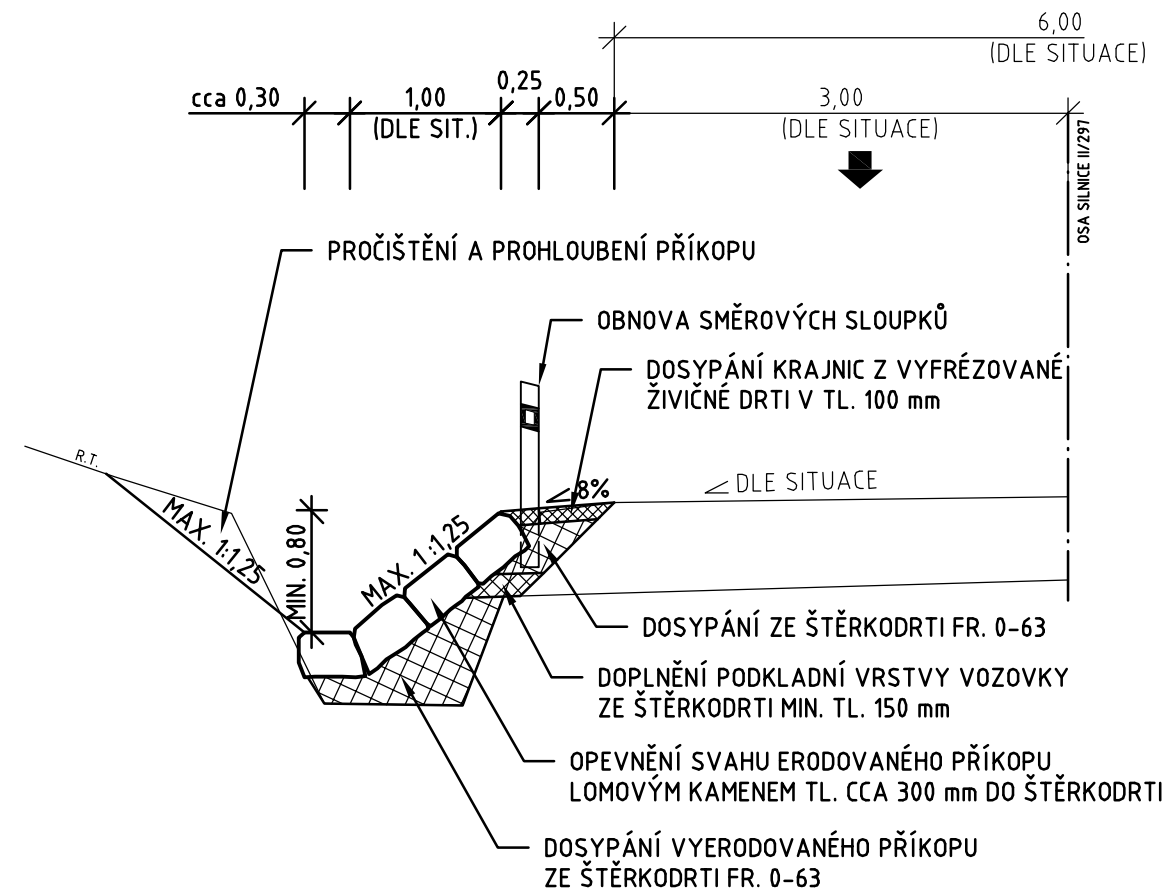 6,00
(DLE SITUACE)
cca 0,30
1,00
(DLE SIT.)
0,25
0,50
3,00
(DLE SITUACE)
OSA SILNICE II/297
PROČIŠTĚNÍ A PROHLOUBENÍ PŘÍKOPU
OBNOVA SMĚROVÝCH SLOUPKŮ
DOSYPÁNÍ KRAJNIC Z VYFRÉZOVANÉ
ŽIVIČNÉ DRTI V TL. 100 mm
R.T.
8%
DLE SITUACE
MAX. 1:1,25
MIN. 0,80
MAX. 1:1,25
DOSYPÁNÍ ZE ŠTĚRKODRTI FR. 0-63
DOPLNĚNÍ PODKLADNÍ VRSTVY VOZOVKY
ZE ŠTĚRKODRTI MIN. TL. 150 mm
OPEVNĚNÍ SVAHU ERODOVANÉHO PŘÍKOPU
LOMOVÝM KAMENEM TL. CCA 300 mm DO ŠTĚRKODRTI
DOSYPÁNÍ VYERODOVANÉHO PŘÍKOPU
ZE ŠTĚRKODRTI FR. 0-63